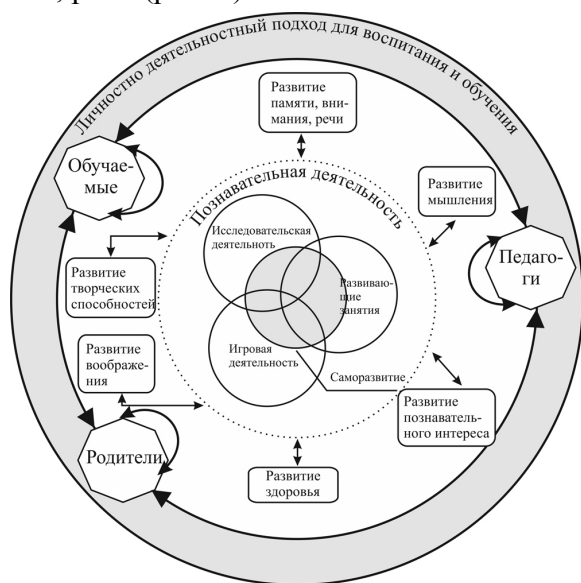 Личностно деятельностный подход для воспитания и обучения
Развитие
памяти, вни-
мания, речи
Обучае-
мые
Познавательная деятельность
Развитие
мышления
Исследовательская
деятельноть
Педаго-
ги
Развитие
творческих
способностей
Развиваю-
щие
занятия
Развитие
воображе-
ния
Игровая
деятельность
Саморазвитие
Развитие
познаватель-
ного интереса
Родители
Развитие
здоровья